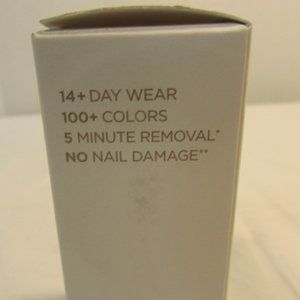 14+ DAY WEAR
100+ COLORS
5 MINUTE REMOVAL*
NO NAIL DAMAGE**